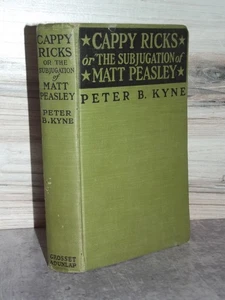 CAPPY
RICKS
OR THE
SUBJUGATION
of
MATT
PEASLEY
PETER
B. KYNE
GROSSET
& DUNLAP
CAPPY RICKS
or THE SUBJUGATION of
MATT PEASLEY
PETER B. KYNE